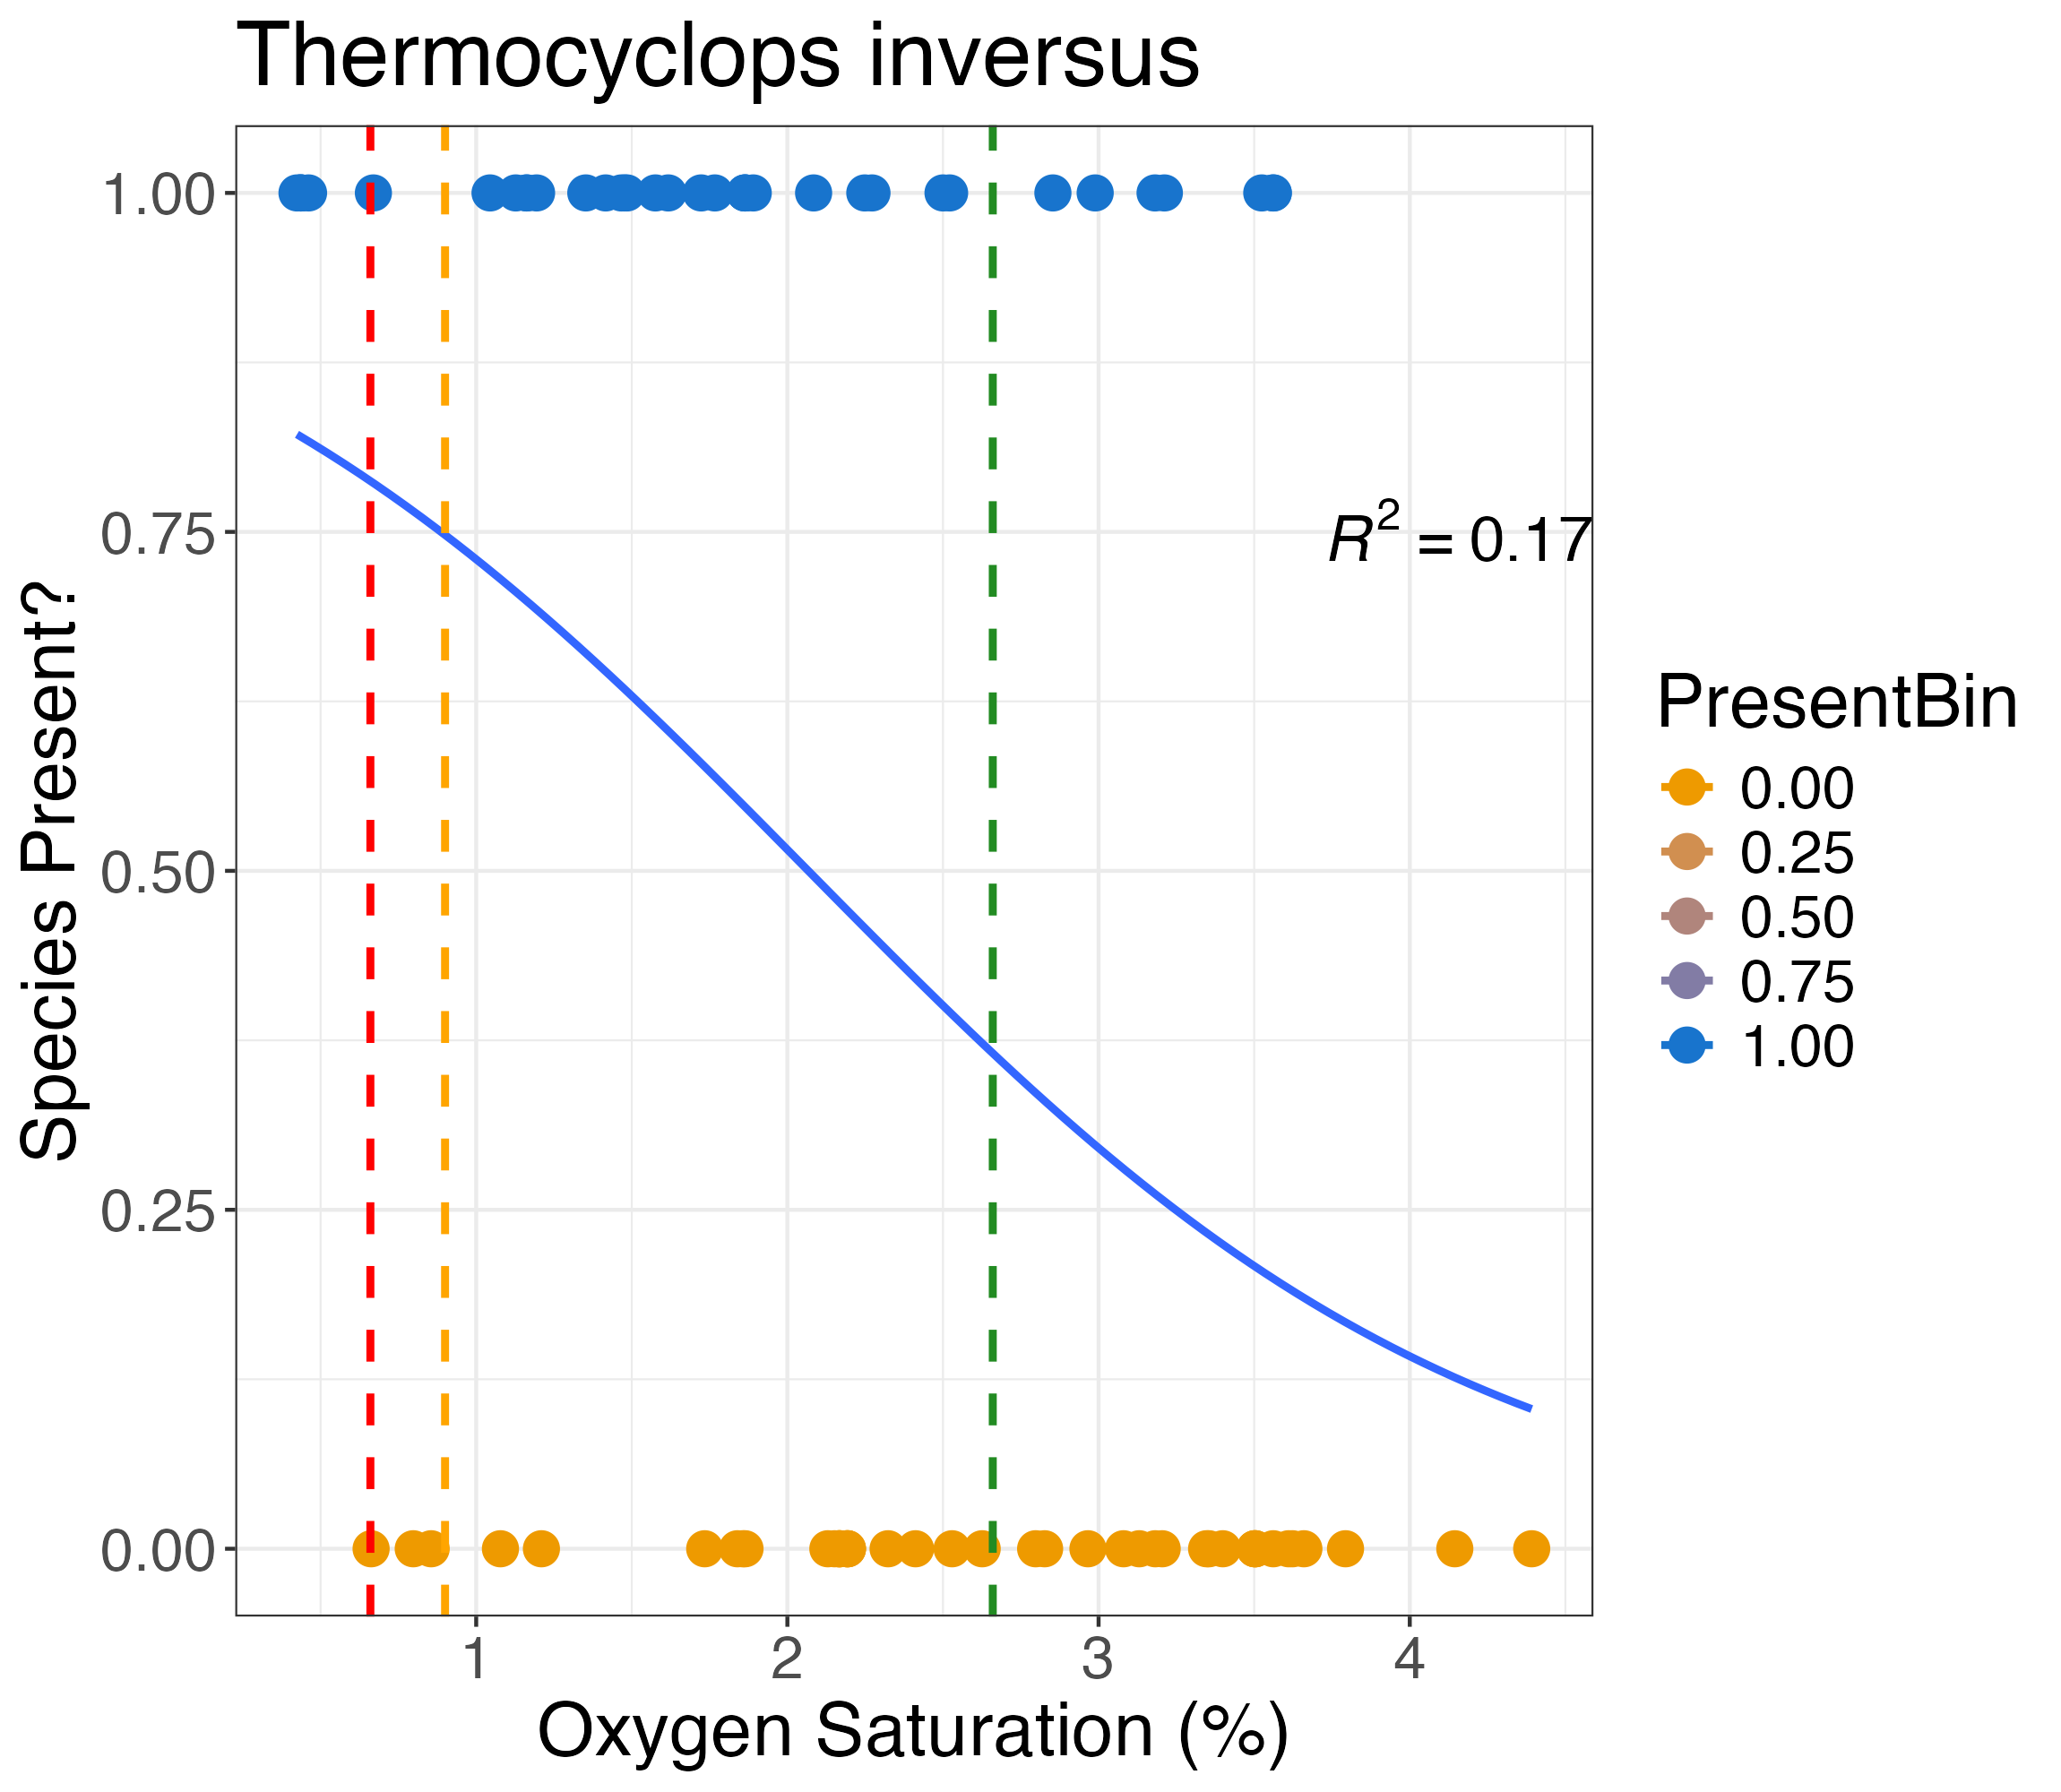 Thermocyclops inversus
1.00
0.75
0.50
0.25
0.00
Species Present?
R² = 0.17
1 2 3 4
Oxygen Saturation (%)
PresentBin
0.00
0.25
0.50
0.75
1.00